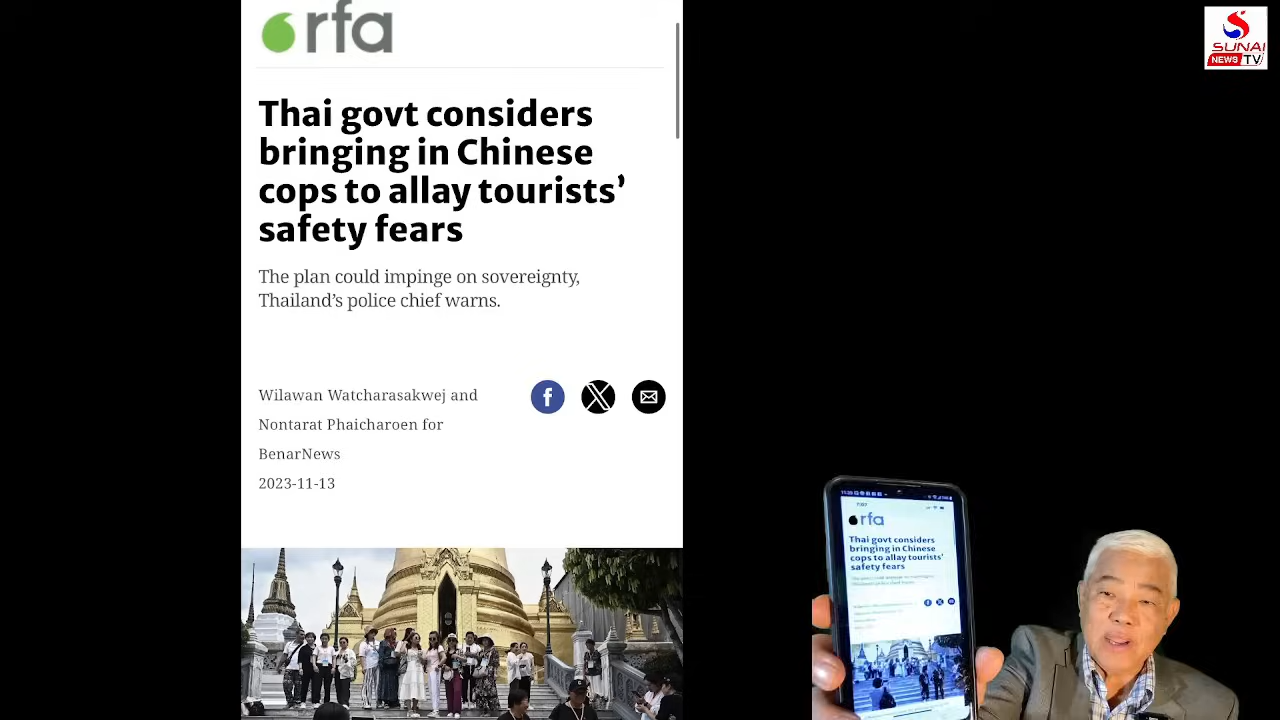 rfa
Thai govt considers
bringing in Chinese
cops to allay tourists’
safety fears
The plan could impinge on sovereignty,
Thailand’s police chief warns.
Wilawan Watcharasakwej and
Nontarat Phaicharoen for
BenarNews
2023-11-13
SUNAI
NEWS TV
rfa
Thai govt considers
bringing in Chinese
cops to allay tourists’
safety fears